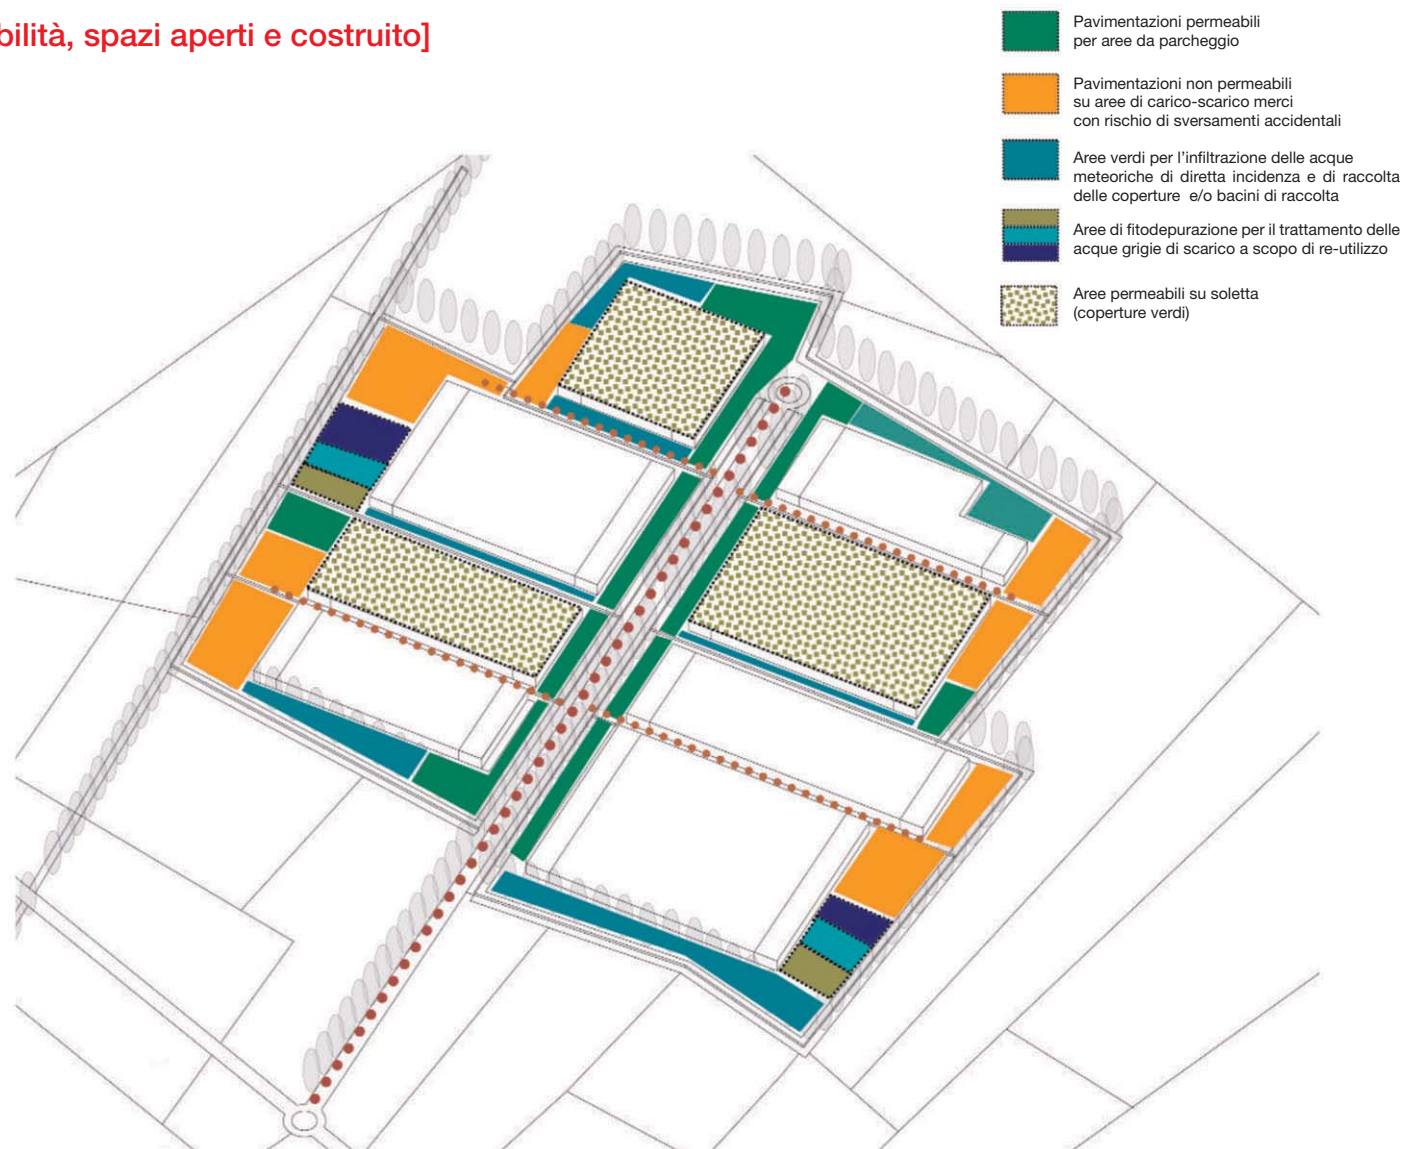 bilità, spazi aperti e costruito]
Pavimentazioni permeabili
per aree da parcheggio
Pavimentazioni non permeabili
su aree di carico-scarico merci
con rischio di sversamenti accidentali
Aree verdi per l’infiltrazione delle acque
meteoriche di diretta incidenza e di raccolta
delle coperture e/o bacini di raccolta
Aree di fitodepurazione per il trattamento delle
acque grigie di scarico a scopo di re-utilizzo
Aree permeabili su soletta
(coperture verdi)